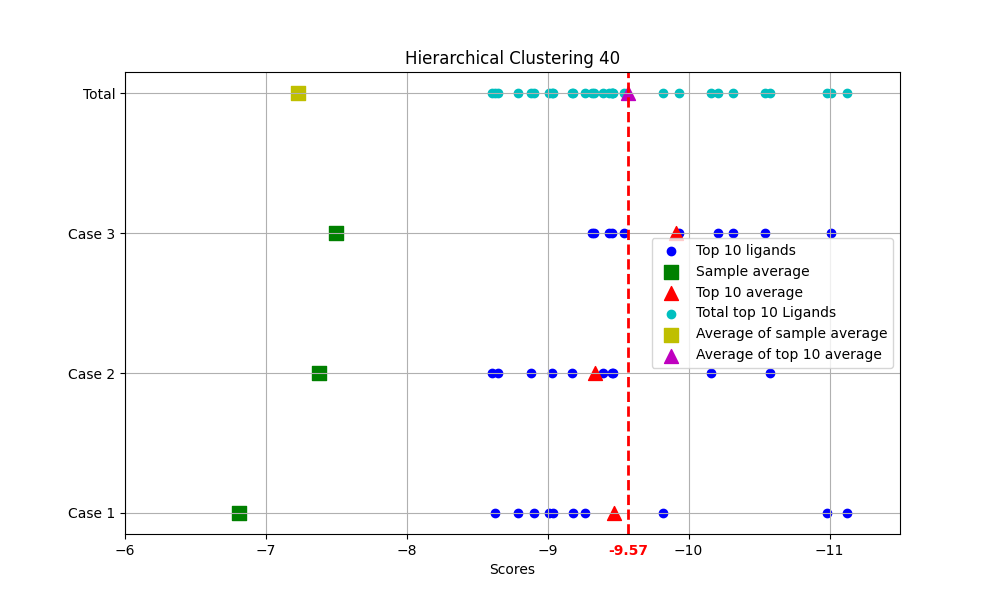 Hierarchical Clustering 40
Total
Case 3
Case 2
Case 1
Top 10 ligands
Sample average
Top 10 average
Total top 10 Ligands
Average of sample average
Average of top 10 average
−6 −7 −8 −9 -9.57 −10 −11
Scores